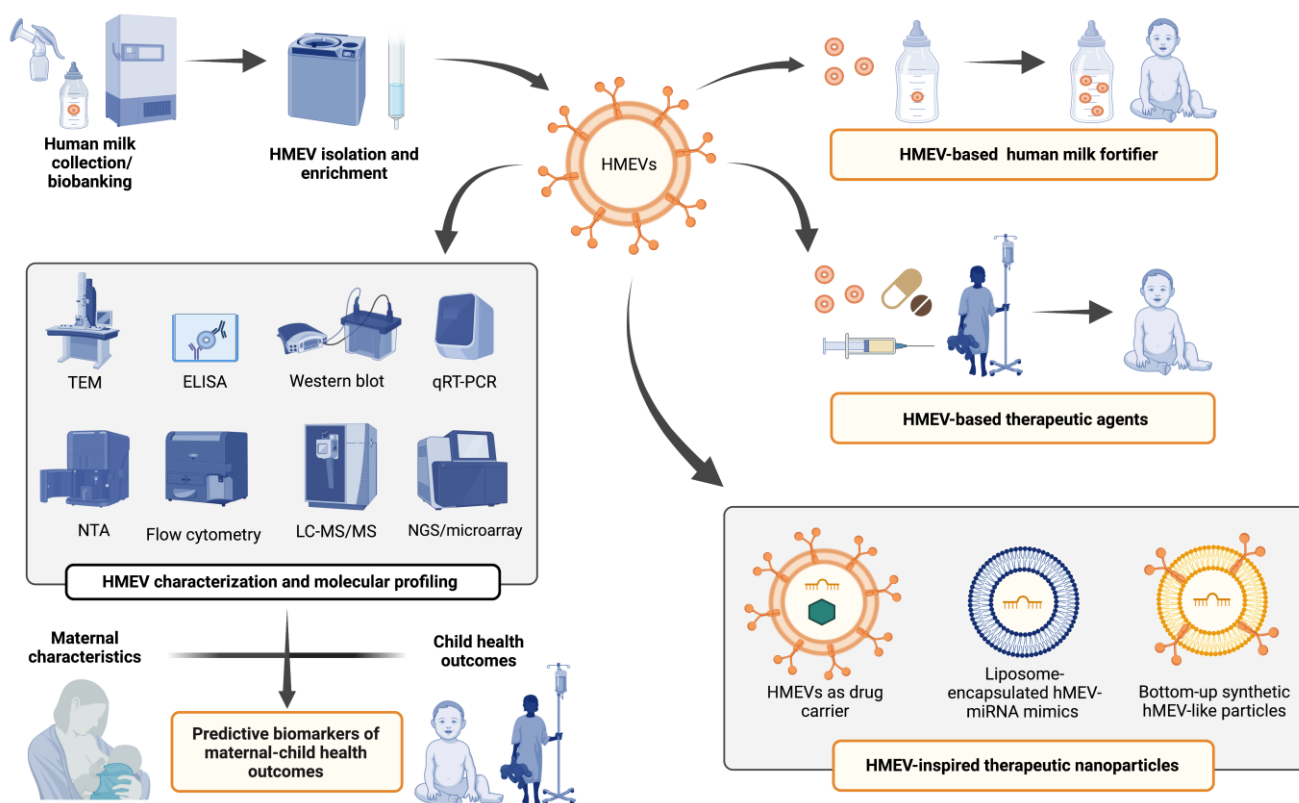 Human milk
collection/
biobanking
HMEV isolation and
enrichment
HMEVs
HMEV-based human milk fortifier
TEM
ELISA
Western blot
qRT-PCR
NTA
Flow cytometry
LC-MS/MS
NGS/microarray
HMEV characterization and molecular profiling
HMEV-based therapeutic agents
Maternal
characteristics
Child health
outcomes
Predictive biomarkers of
maternal-child health
outcomes
HMEVs as drug
carrier
Liposome-
encapsulated hMEV-
miRNA mimics
Bottom-up synthetic
hMEV-like particles
HMEV-inspired therapeutic nanoparticles